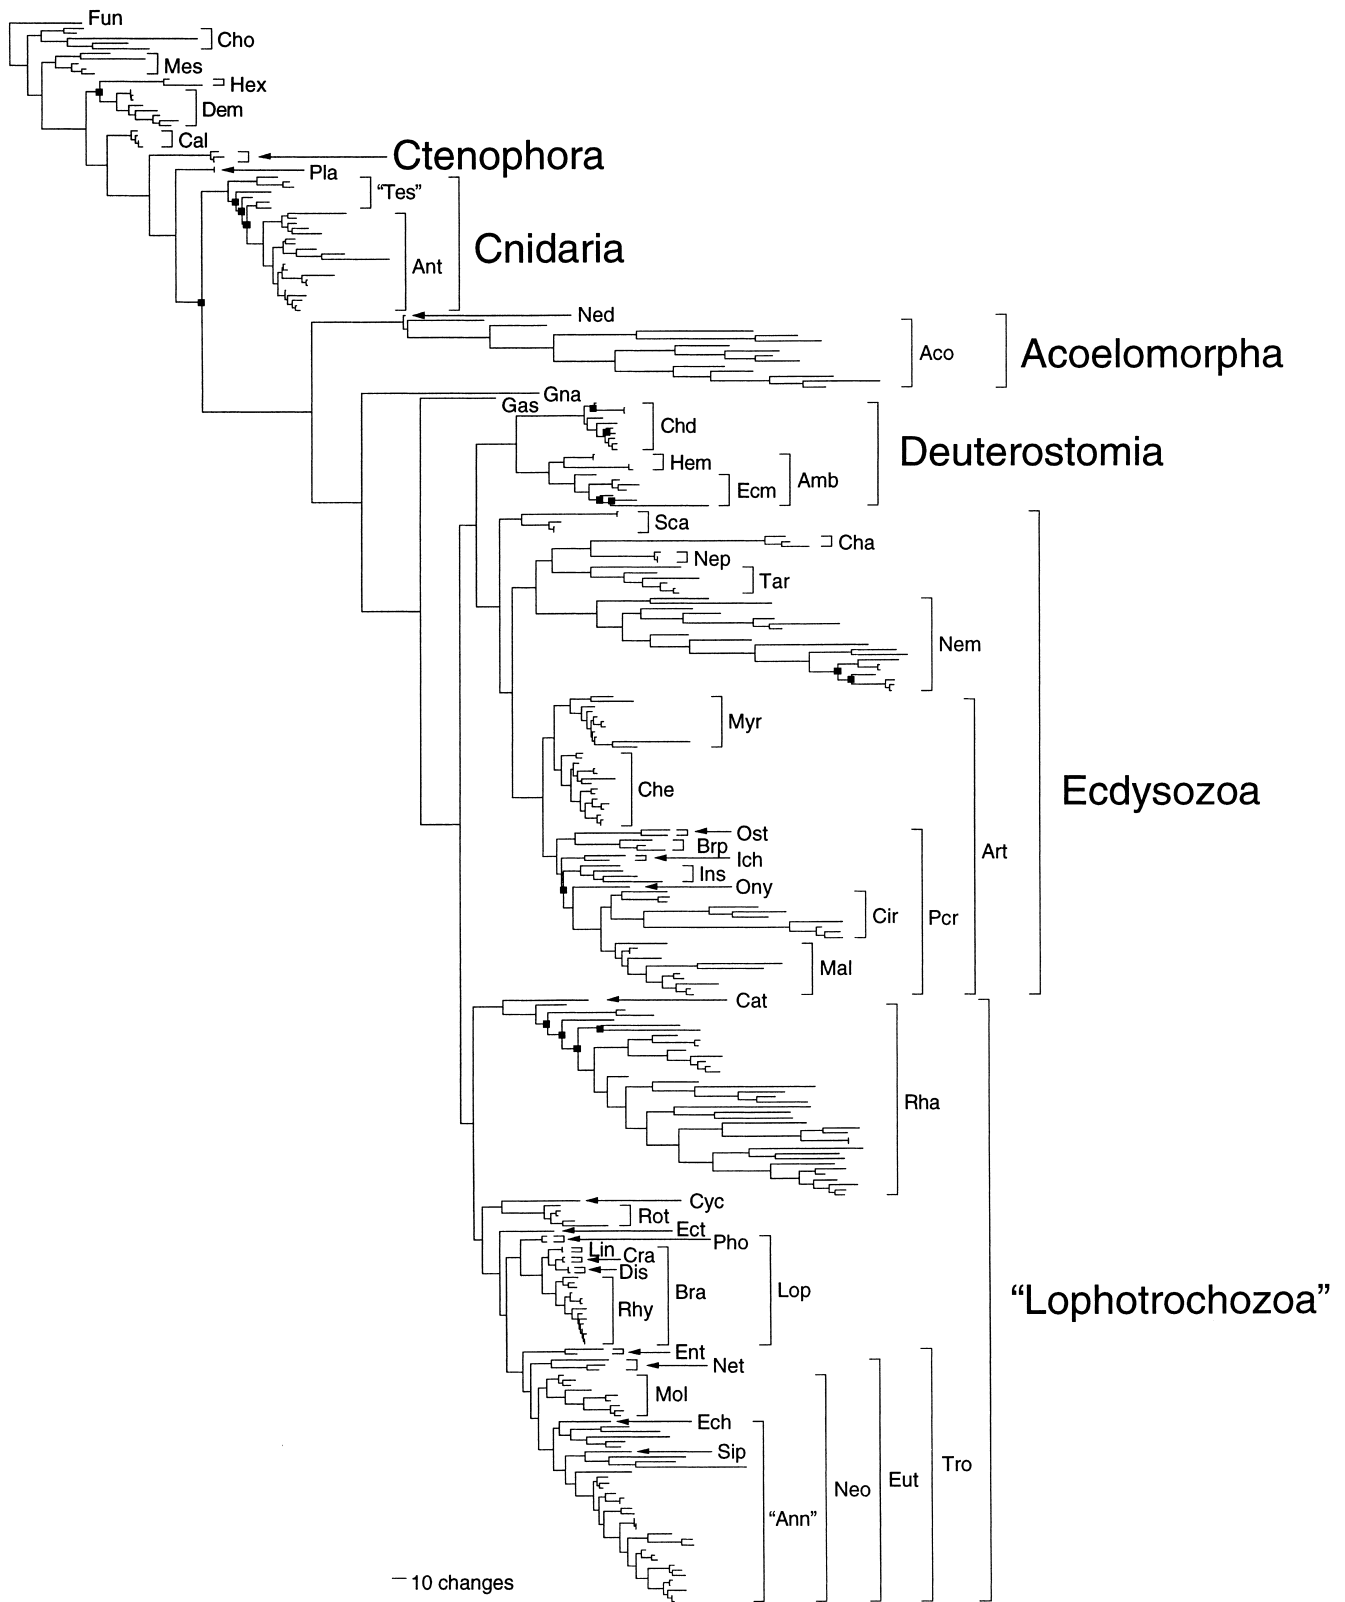 Fun
Cho
Mes
Hex
Dem
Cal
Ctenophora
Pla
“Tes”
Cnidaria
Ant
Ned
Aco
Acoelomorpha
Gna
Gas
Chd
Deuterostomia
Hem
Amb
Ecm
Sca
Cha
Nep
Tar
Nem
Myr
Che
Ecdysozoa
Ost
Brp
Art
Ich
Ins
Ony
Cir
Pcr
Mal
Cat
Rha
Cyc
Rot
Ect
Pho
Lin
Cra
Dis
Bra
Lop
Rhy
“Lophotrochozoa”
Ent
Net
Mol
Ech
Sip
Tro
Eut
Neo
“Ann”
10 changes